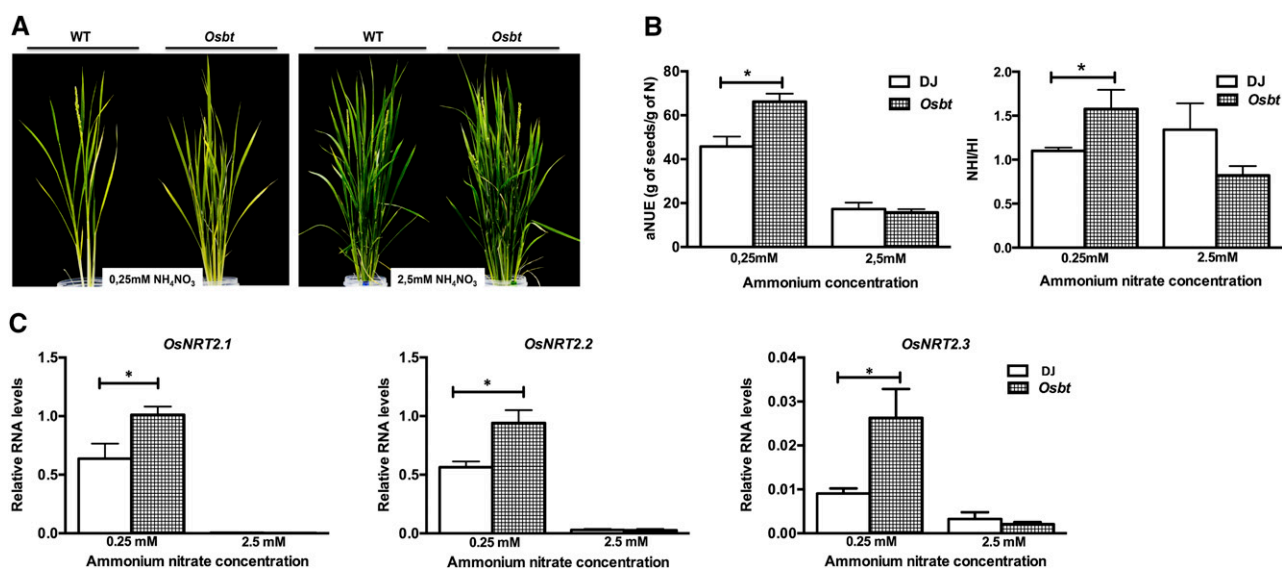 A
WT
Osbt
WT
Osbt
0,25mM NH₄NO₃
2,5mM NH₄NO₃
B
aNUE (g of seeds/g of N)
80
60
40
20
0
*
DJ
Osbt
0,25mM
2,5mM
Ammonium concentration
NHI/HI
2.0
1.5
1.0
0.5
0.0
*
DJ
Osbt
0.25mM
2.5mM
Ammonium nitrate concentration
C
OsNRT2.1
Relative RNA levels
1.5
1.0
0.5
0.0
*
0.25 mM
2.5 mM
Ammonium nitrate concentration
OsNRT2.2
Relative RNA levels
1.5
1.0
0.5
0.0
*
0.25 mM
2.5 mM
Ammonium nitrate concentration
OsNRT2.3
Relative RNA levels
0.04
0.03
0.02
0.01
0.00
*
DJ
Osbt
0.25 mM
2.5 mM
Ammonium nitrate concentration